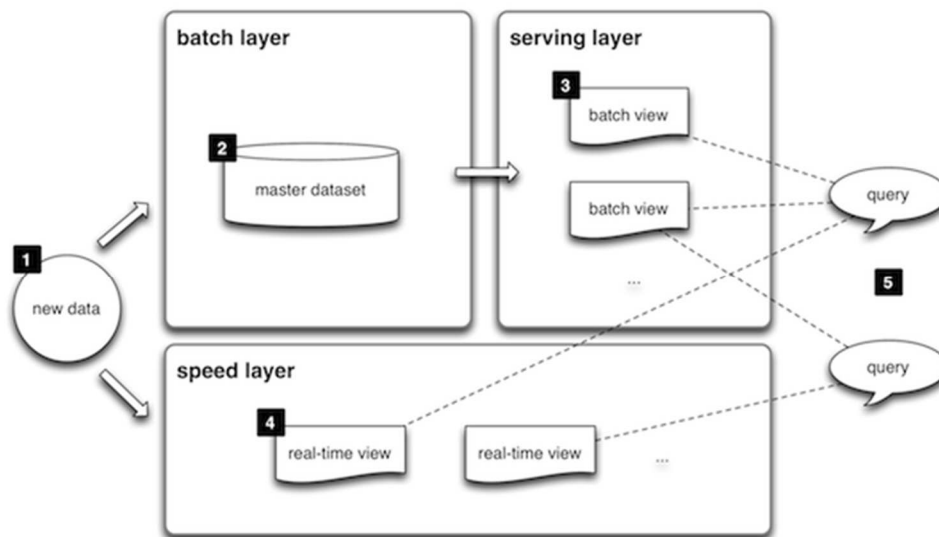 batch layer
serving layer
3
batch view
2
master dataset
batch view
query
1
new data
...
5
speed layer
query
4
real-time view
real-time view
...